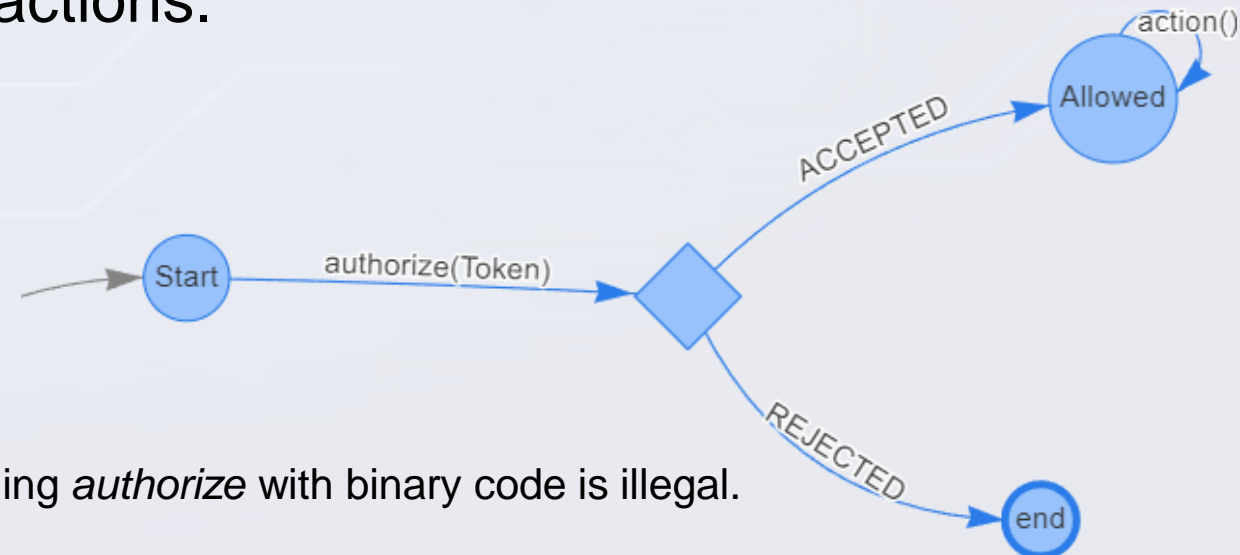 actions.
action()
Allowed
ACCEPTED
authorize(Token)
Start
REJECTED
ing authorize with binary code is illegal.
end